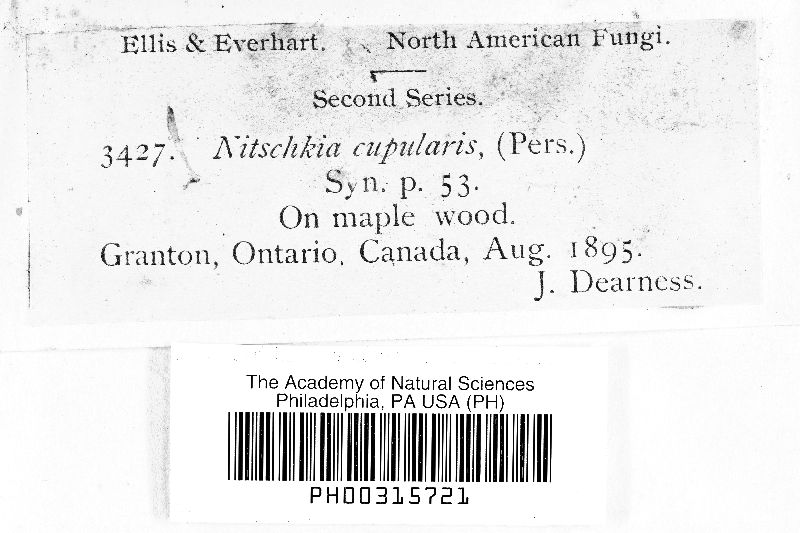 Ellis & Everhart. North American Fungi.
Second Series.
3427. Nitschkia cupularis, (Pers.)
Syn. p. 53.
On maple wood.
Granton, Ontario, Canada, Aug. 1895.
J. Dearness.
The Academy of Natural Sciences
Philadelphia, PA USA (PH)
PH00315721